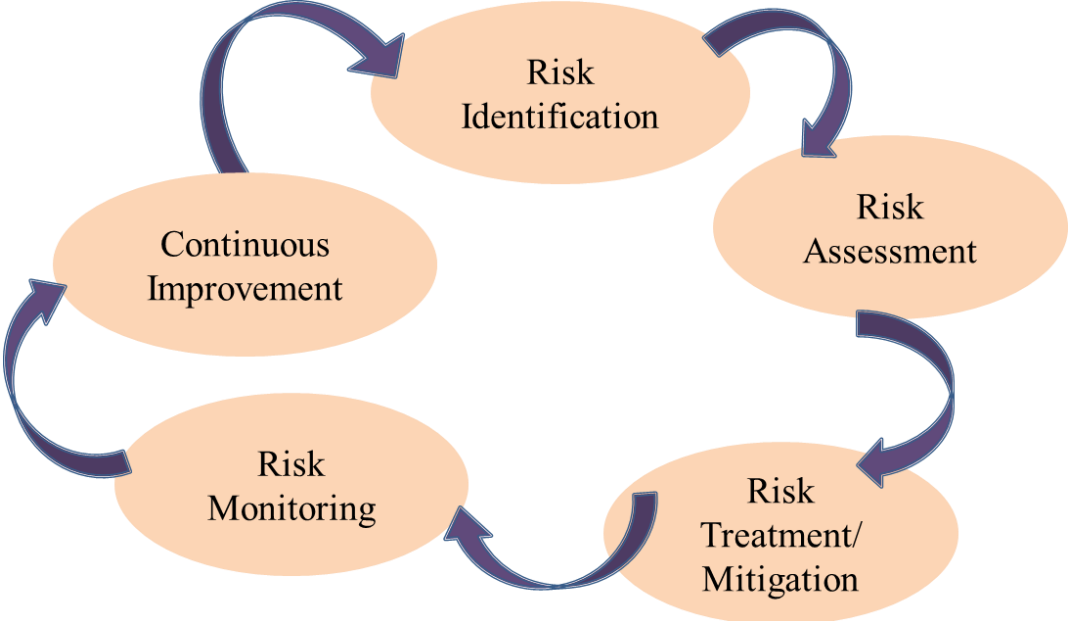 Risk
Identification
Risk
Assessment
Risk
Treatment/
Mitigation
Risk
Monitoring
Continuous
Improvement